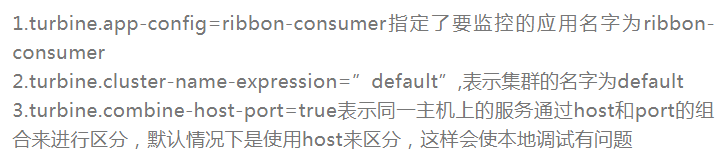 1.turbine.app-config=ribbon-consumer指定了要监控的应用名字为ribbon-
consumer
2.turbine.cluster-name-expression=”default”,表示集群的名字为default
3.turbine.combine-host-port=true表示同一主机上的服务通过host和port的组
合来进行区分，默认情况下是使用host来区分，这样会使本地调试有问题